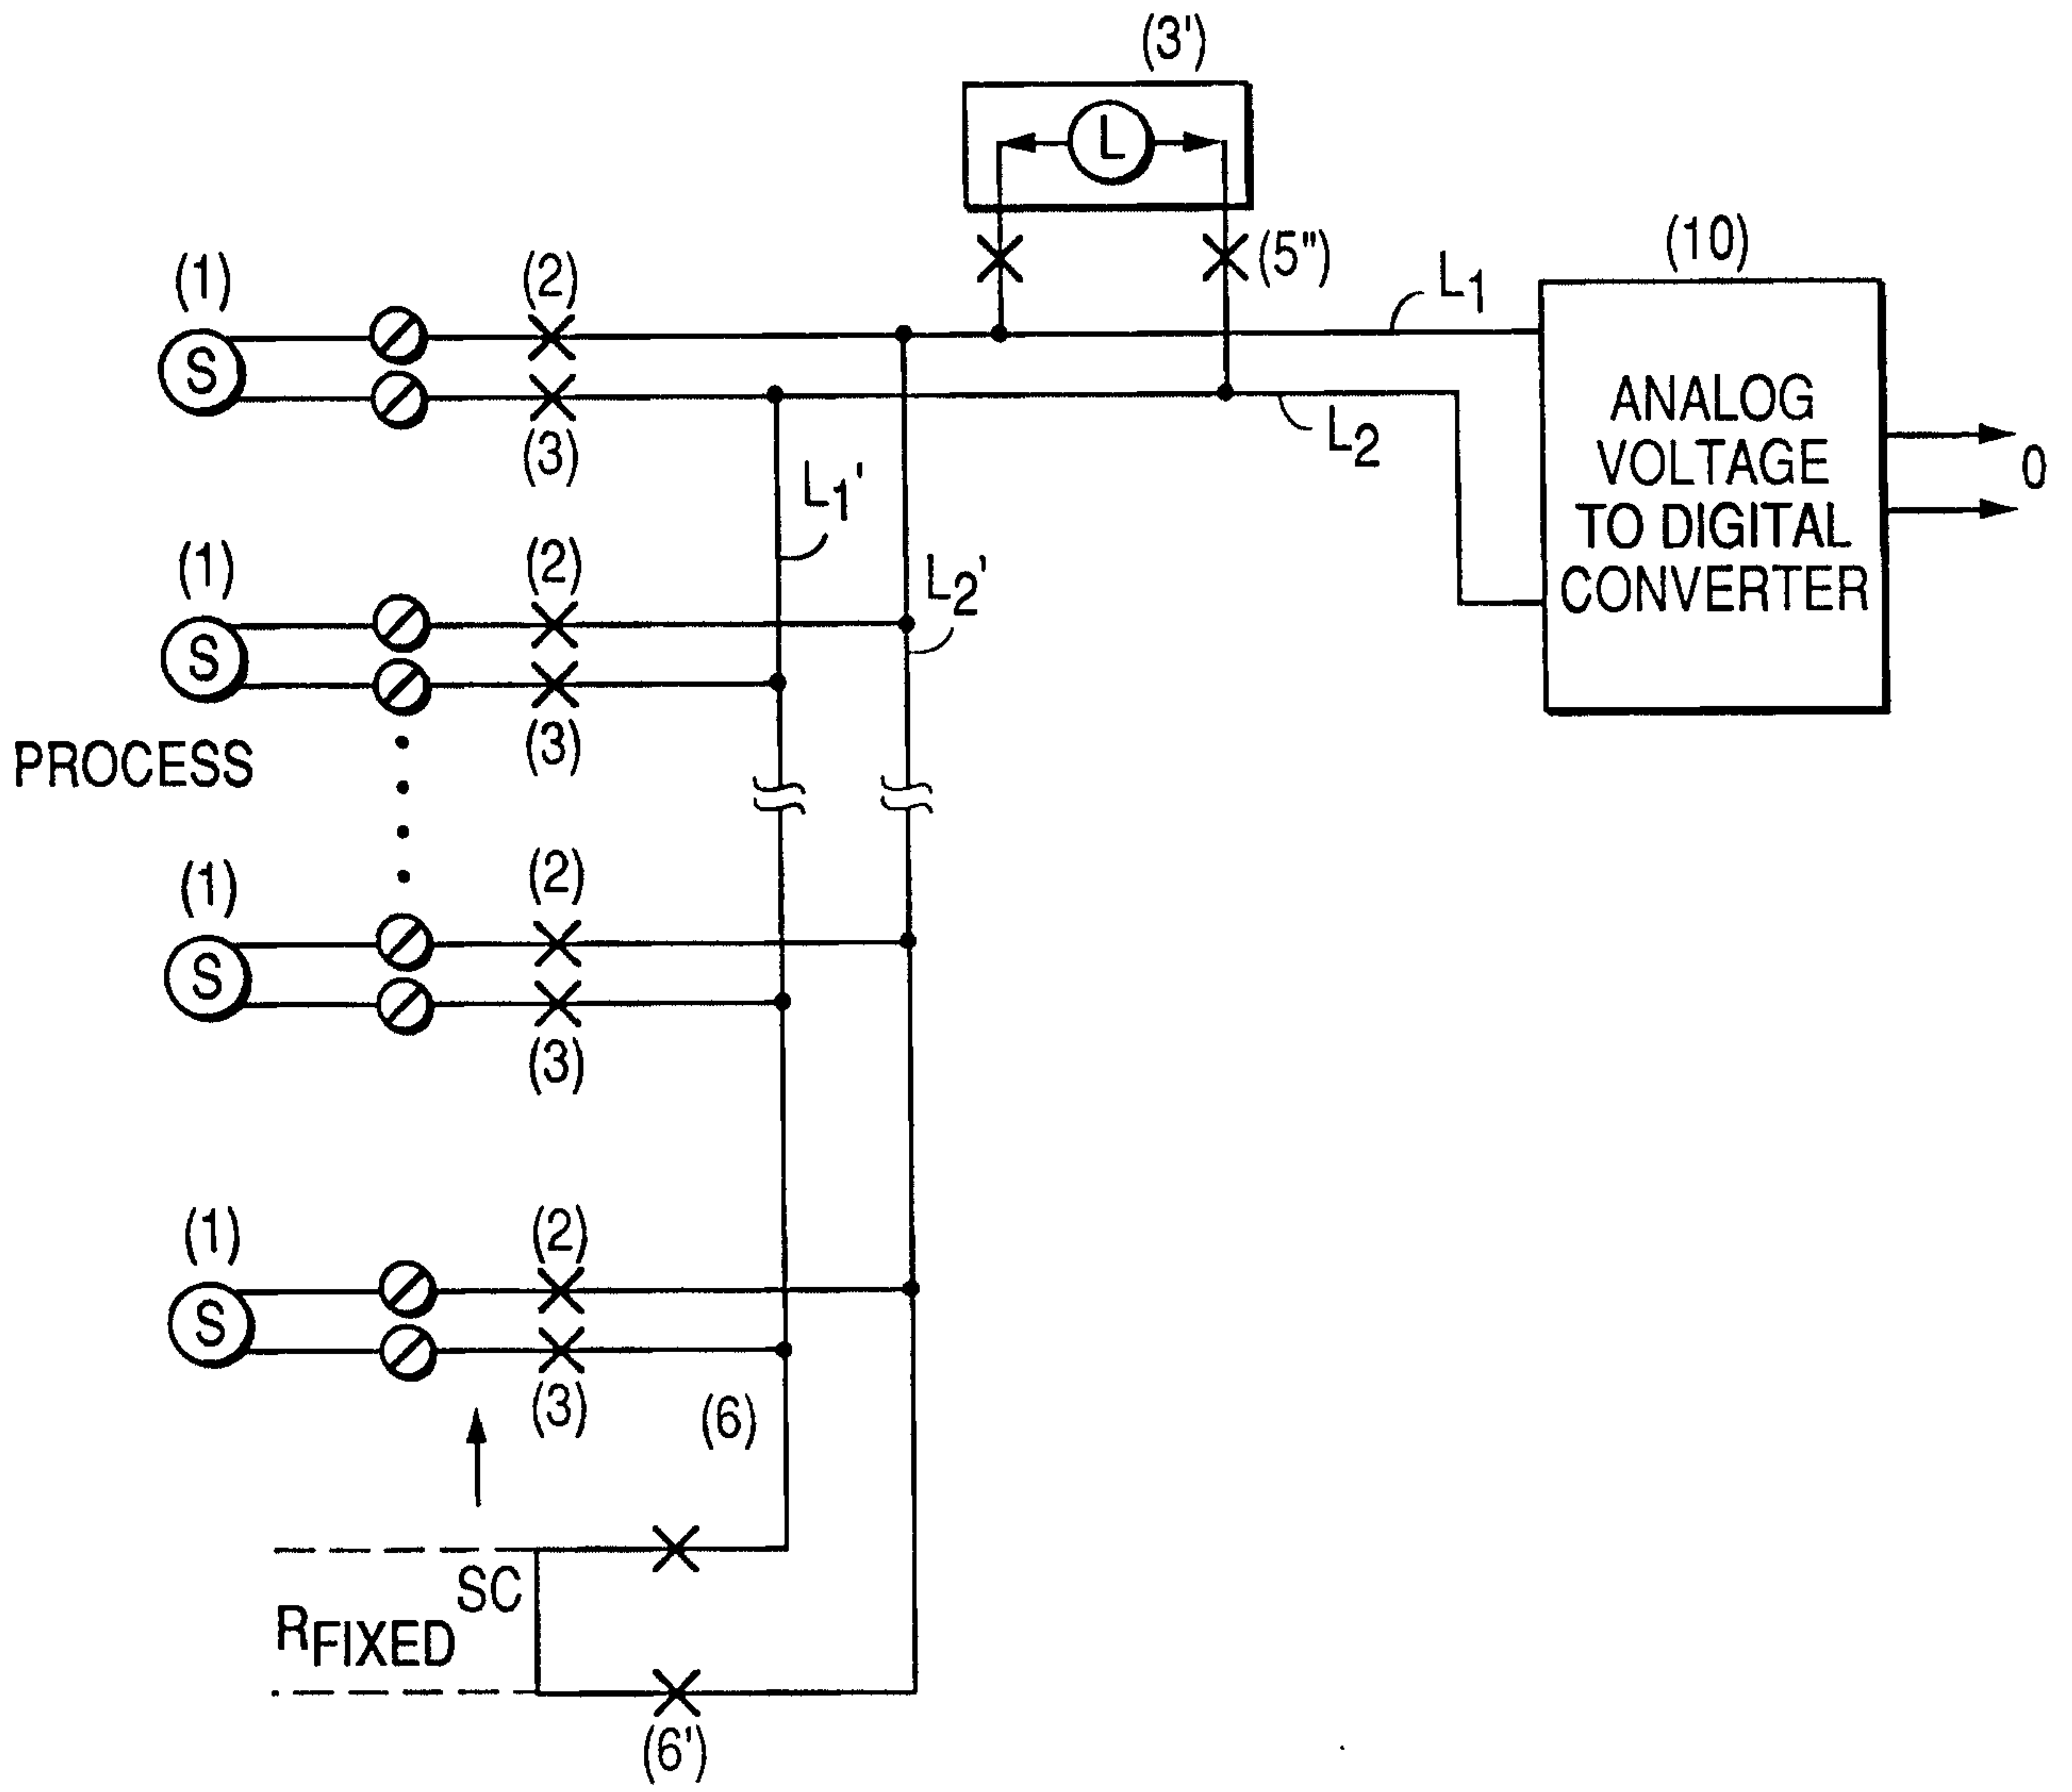 (3')
L
(5")
(10)
(1)
(2)
L1
S
(3)
L2
ANALOG
VOLTAGE
TO DIGITAL
CONVERTER
0
L1'
(1)
(2)
L2'
S
(3)
PROCESS
(1)
(2)
S
(3)
(1)
(2)
S
(3)
(6)
SC
RFIXED
(6')